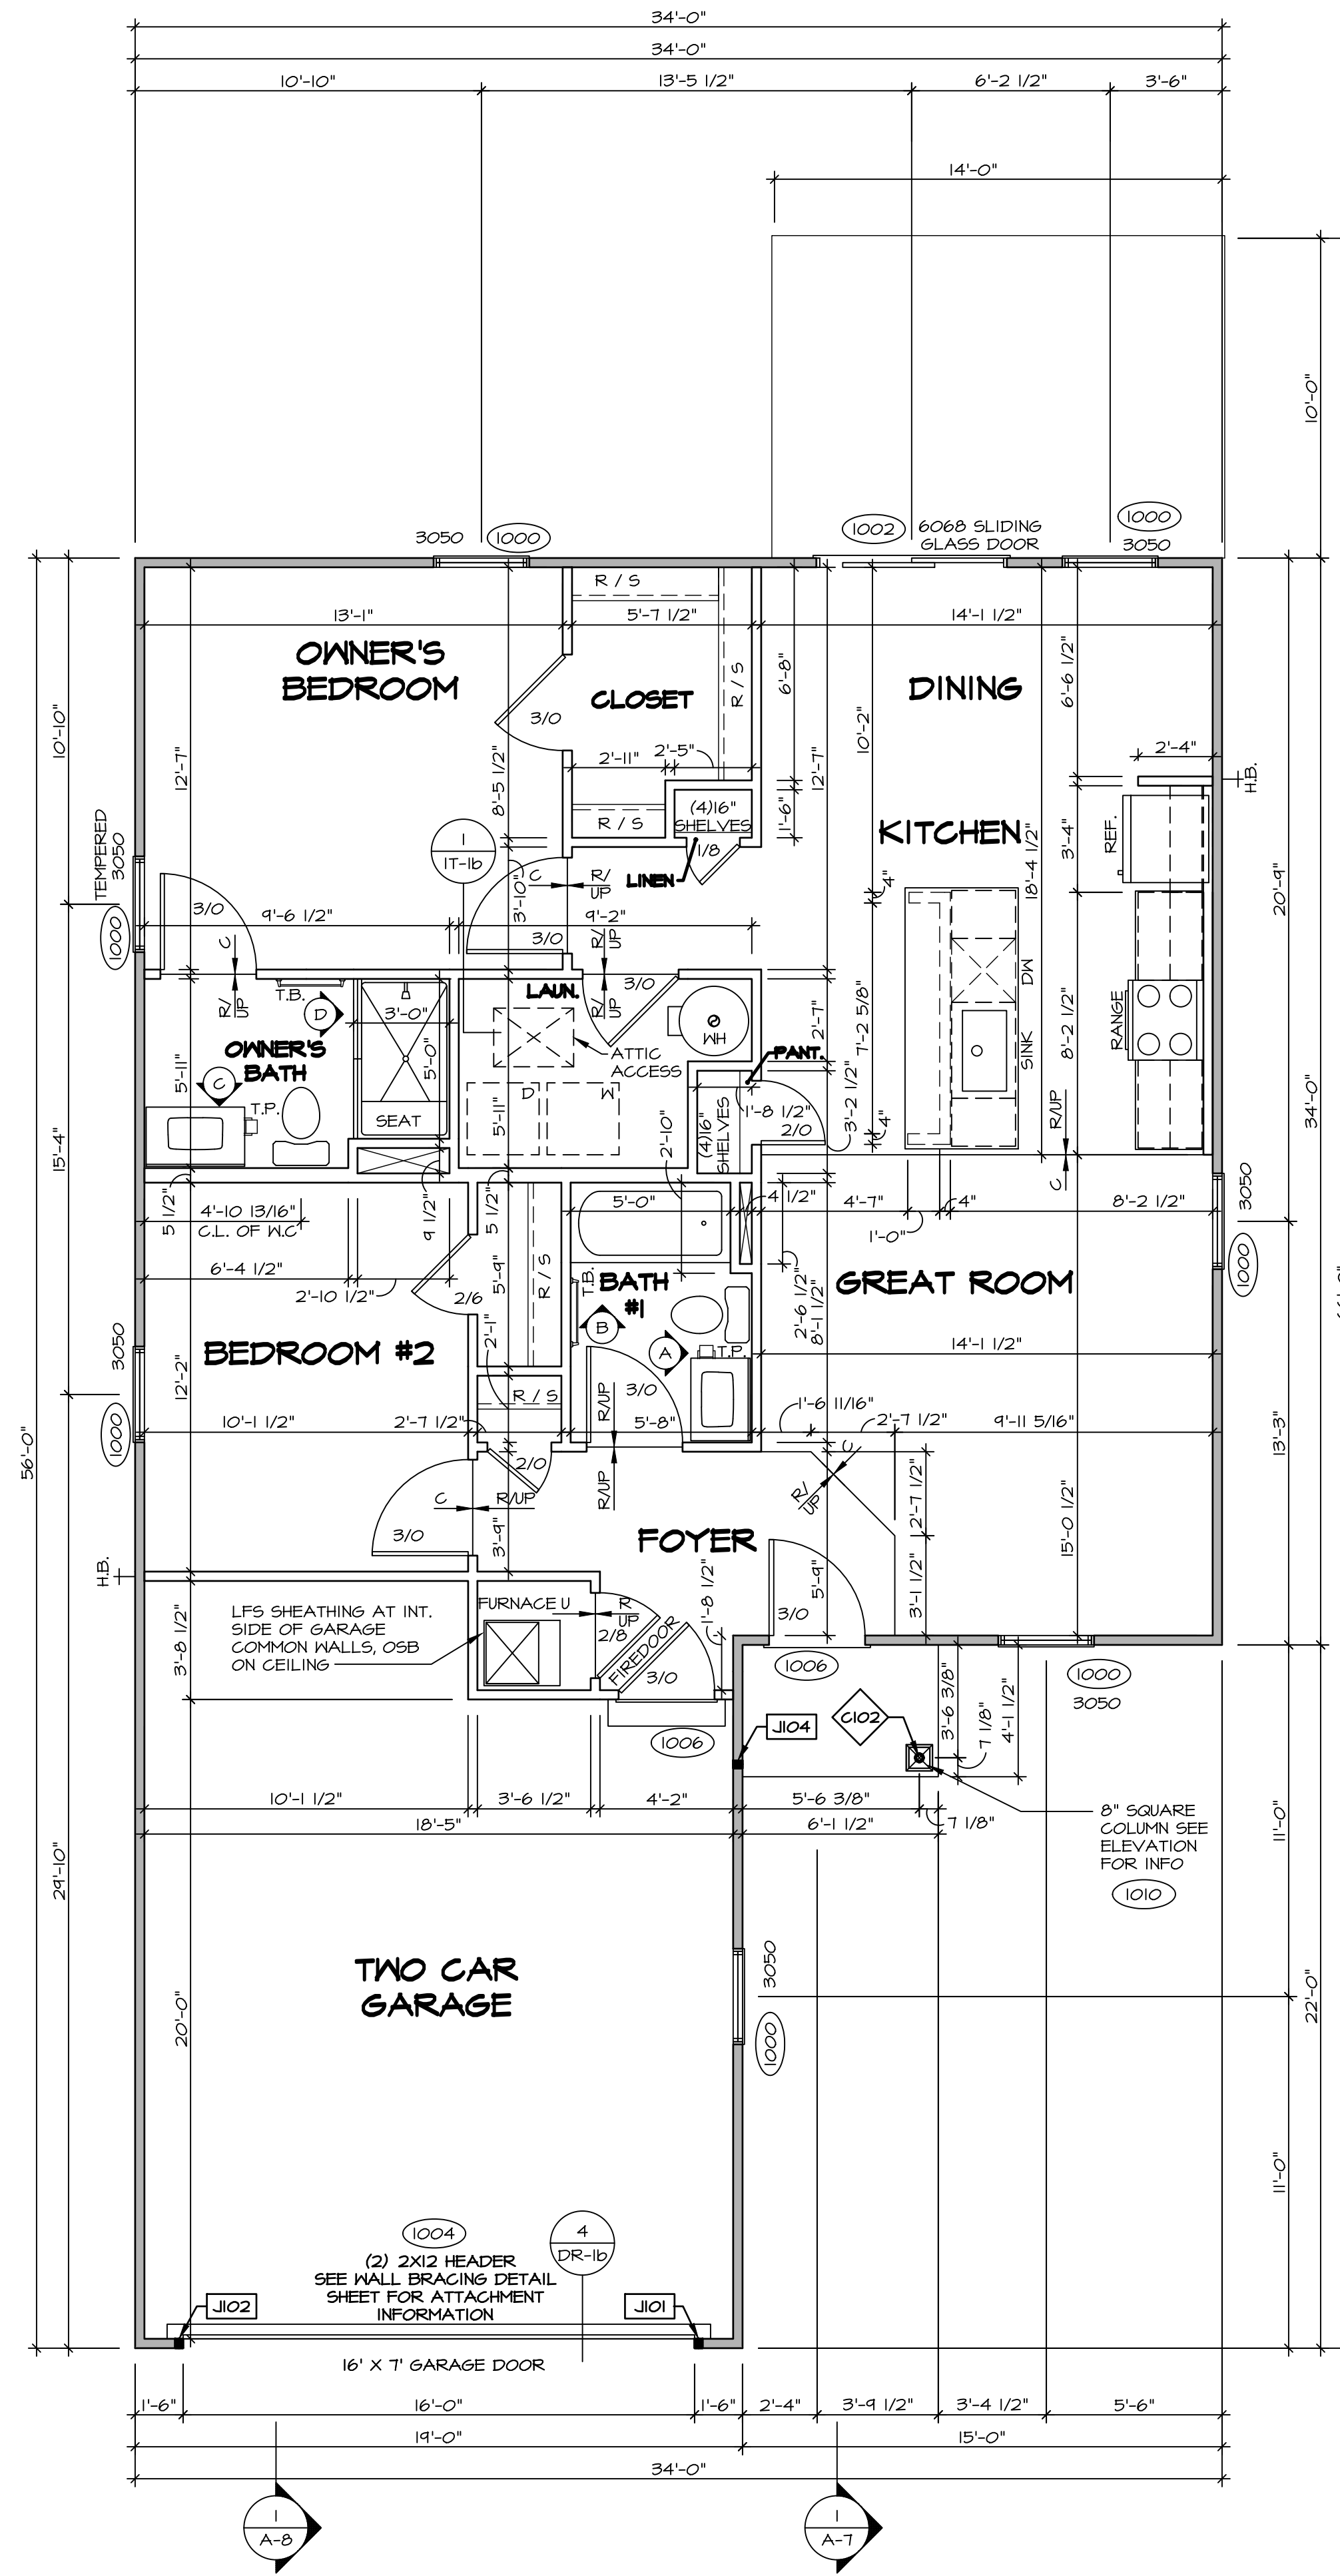 34'-0"
34'-0"
10'-10"
13'-5 1/2"
6'-2 1/2"
3'-6"
14'-0"
10'-0"
3050
1000
1002
6068 SLIDING
GLASS DOOR
1000
3050
R / S
13'-1"
5'-7 1/2"
14'-1 1/2"
OWNER'S
BEDROOM
CLOSET
R / S
6'-8"
DINING
6'-6 1/2"
3/0
10'-10"
12'-7"
8'-5 1/2"
2'-11"
2'-5"
12'-7"
10'-2"
2'-4"
H.B.
R / S
(4)16"
SHELVES
1'-6"
KITCHEN
18'-4 1/2"
3'-4"
REF.
TEMPERED
3050
1
IT-1b
1/8
LINEN
C
R/
UP
3'-10"
4"
20'-9"
1000
3/0
9'-6 1/2"
9'-2"
3/0
C
R/
UP
R/
UP
R/
UP
LAUN.
3/0
T.B.
D
3'-0"
WH
2'-7"
7'-2 5/8"
DW
SINK
8'-2 1/2"
RANGE
OWNER'S
BATH
5'-0"
ATTIC
ACCESS
PANT.
C
T.P.
5'-11"
SEAT
D
W
5'-11"
2'-10"
(4)16"
SHELVES
1'-8 1/2"
2/0
3'-2 1/2"
4"
R/UP
C
34'-0"
15'-4"
5 1/2"
4'-10 13/16"
C.L. OF W.C
9 1/2"
5 1/2"
5'-0"
4 1/2"
4'-7"
4"
1'-0"
8'-2 1/2"
3050
1000
6'-4 1/2"
2'-10 1/2"
2/6
5'-9"
R / S
T.B.
BATH
#1
B
A
T.P.
2'-6 1/2"
8'-1 1/2"
GREAT ROOM
3050
BEDROOM #2
2'-1"
14'-1 1/2"
12'-2"
R / S
3/0
R/UP
1000
10'-1 1/2"
2'-7 1/2"
5'-8"
1'-6 11/16"
2'-7 1/2"
9'-11 5/16"
13'-3"
56'-0"
2/0
R/UP
C
R/
UP
C
R/UP
2'-7 1/2"
3/0
3'-9"
FOYER
15'-0 1/2"
H.B.
5'-9"
3'-1 1/2"
LFS SHEATHING AT INT.
SIDE OF GARAGE
COMMON WALLS, OSB
ON CEILING
3'-8 1/2"
FURNACE U
R
UP
2/8
FIREDOOR
3/0
1'-8 1/2"
3/0
1006
1000
3050
1006
J104
C102
3'-6 3/8"
7 1/8"
4'-1 1/2"
10'-1 1/2"
3'-6 1/2"
4'-2"
5'-6 3/8"
7 1/8"
18'-5"
6'-1 1/2"
8" SQUARE
COLUMN SEE
ELEVATION
FOR INFO
1010
11'-0"
29'-10"
TWO CAR
GARAGE
3050
1000
20'-0"
22'-0"
11'-0"
1004
(2) 2X12 HEADER
SEE WALL BRACING DETAIL
SHEET FOR ATTACHMENT
INFORMATION
4
DR-1b
J102
J101
16' X 7' GARAGE DOOR
1'-6"
16'-0"
1'-6"
2'-4"
3'-9 1/2"
3'-4 1/2"
5'-6"
19'-0"
15'-0"
34'-0"
1
A-8
1
A-7